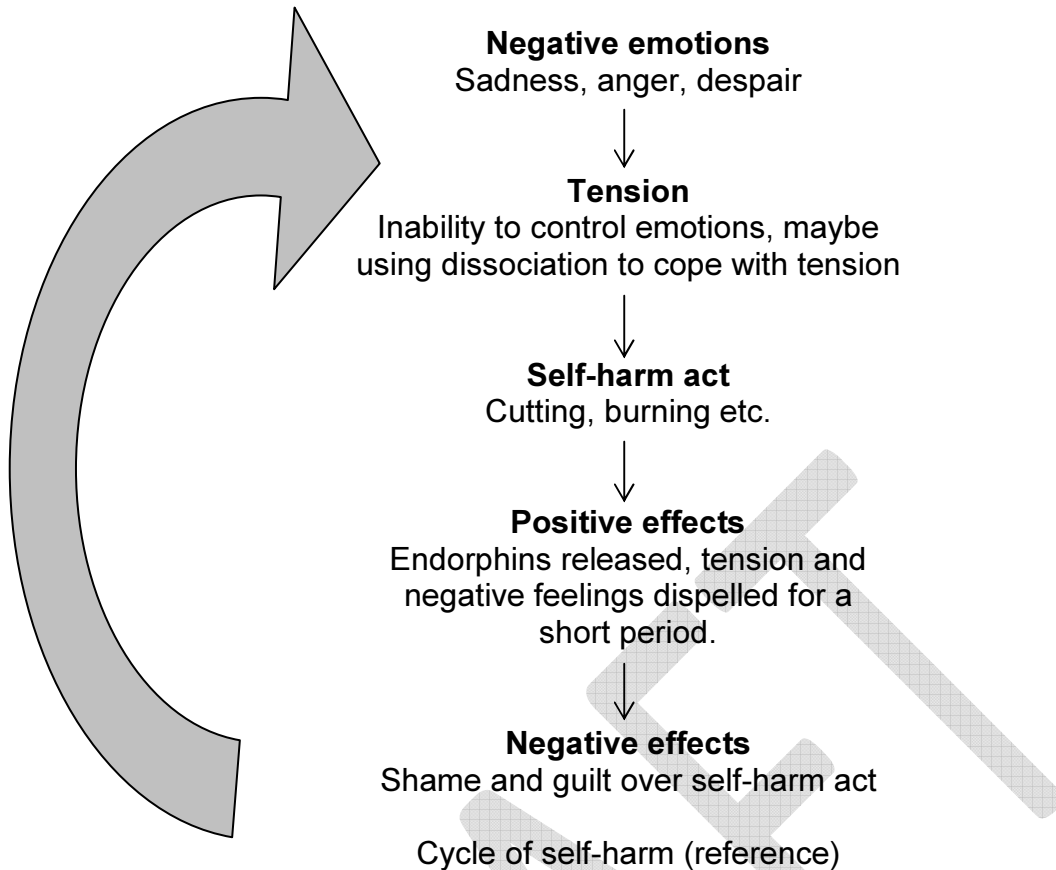 Negative emotions
Sadness, anger, despair
Tension
Inability to control emotions, maybe
using dissociation to cope with tension
Self-harm act
Cutting, burning etc.
Positive effects
Endorphins released, tension and
negative feelings dispelled for a
short period.
Negative effects
Shame and guilt over self-harm act
Cycle of self-harm (reference)